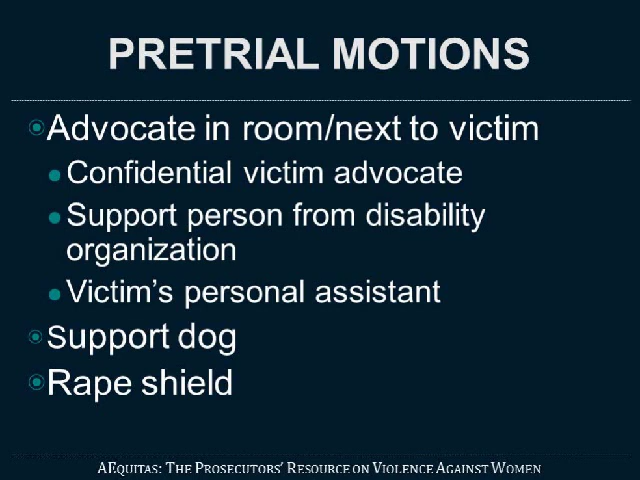 PRETRIAL MOTIONS
Advocate in room/next to victim
Confidential victim advocate
Support person from disability
organization
Victim's personal assistant
Support dog
Rape shield
AEQUITAS: THE PROSECUTORS' RESOURCE ON VIOLENCE AGAINST WOMEN